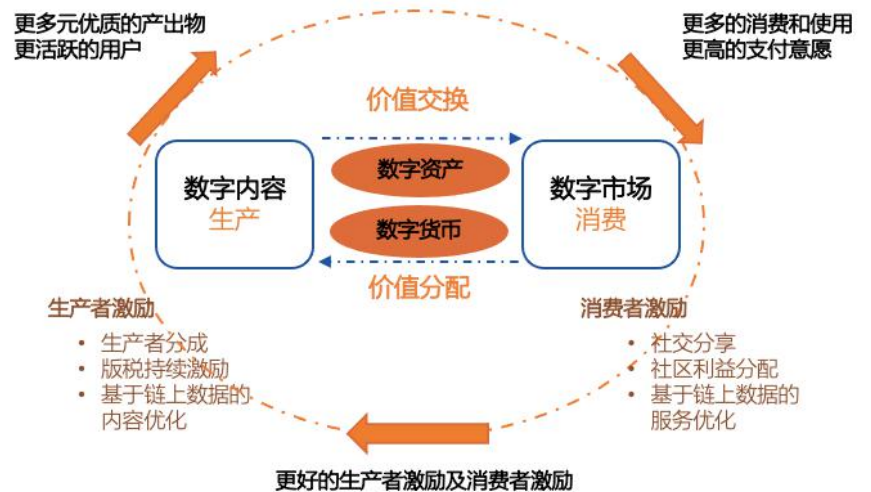 更多元优质的产出物
更活跃的用户
更多的消费和使用
更高的支付意愿
价值交换
数字资产
数字内容
生产
数字市场
消费
数字货币
价值分配
生产者激励
• 生产者分成
• 版税持续激励
• 基于链上数据的
内容优化
消费者激励
• 社交分享
• 社区利益分配
• 基于链上数据的
服务优化
更好的生产者激励及消费者激励